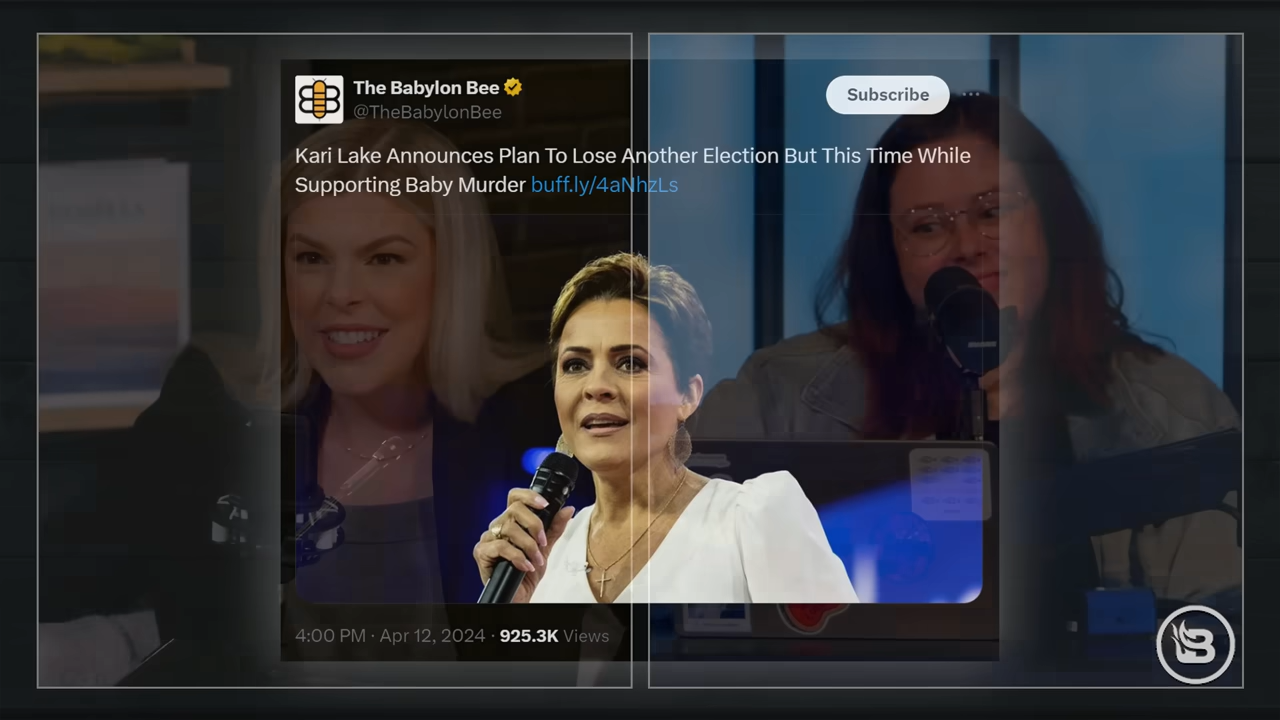 The Babylon Bee
@TheBabylonBee
Subscribe
Kari Lake Announces Plan To Lose Another Election But This Time While
Supporting Baby Murder buff.ly/4aNhzLs
4:00 PM · Apr 12, 2024 · 925.3K Views
B